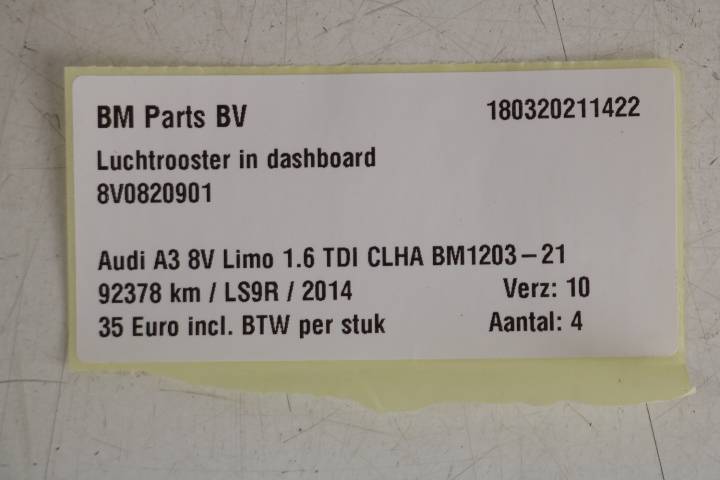 BM Parts BV 180320211422
Luchtrooster in dashboard
8V0820901
Audi A3 8V Limo 1.6 TDI CLHA BM1203-21
92378 km / LS9R / 2014 Verz: 10
35 Euro incl. BTW per stuk Aantal: 4